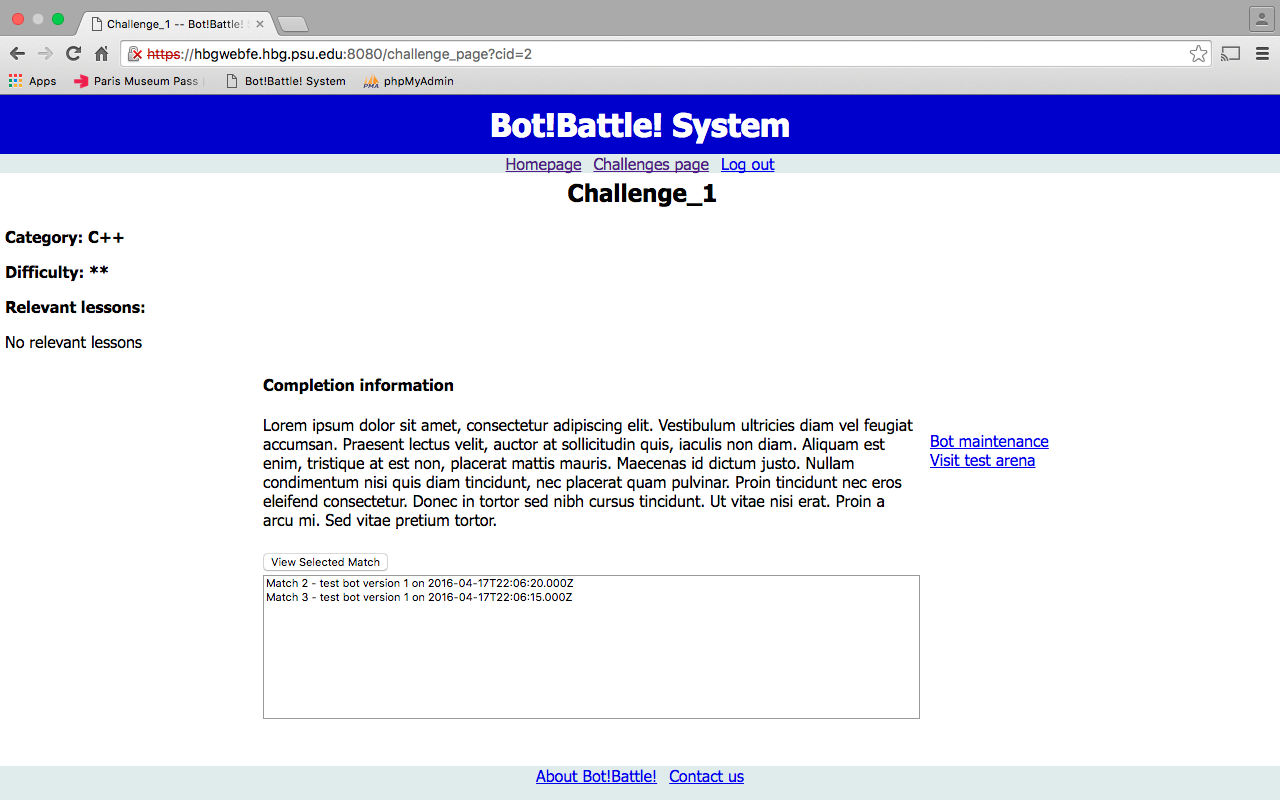 Challenge_1 -- Bot!Battle!
https://hbgwebfe.hbg.psu.edu:8080/challenge_page?cid=2
Apps Paris Museum Pass Bot!Battle! System phpMyAdmin
Bot!Battle! System
Homepage Challenges page Log out
Challenge_1
Category: C++
Difficulty: **
Relevant lessons:
No relevant lessons
Completion information
Lorem ipsum dolor sit amet, consectetur adipiscing elit. Vestibulum ultricies diam vel feugiat
accumsan. Praesent lectus velit, auctor at sollicitudin quis, iaculis non diam. Aliquam est
enim, tristique at est non, placerat mattis mauris. Maecenas id dictum justo. Nullam
condimentum nisi quis diam tincidunt, nec placerat quam pulvinar. Proin tincidunt nec eros
eleifend consectetur. Donec in tortor sed nibh cursus tincidunt. Ut vitae nisi erat. Proin a
arcu mi. Sed vitae pretium tortor.
Bot maintenance
Visit test arena
View Selected Match
Match 2 - test bot version 1 on 2016-04-17T22:06:20.000Z
Match 3 - test bot version 1 on 2016-04-17T22:06:15.000Z
About Bot!Battle! Contact us